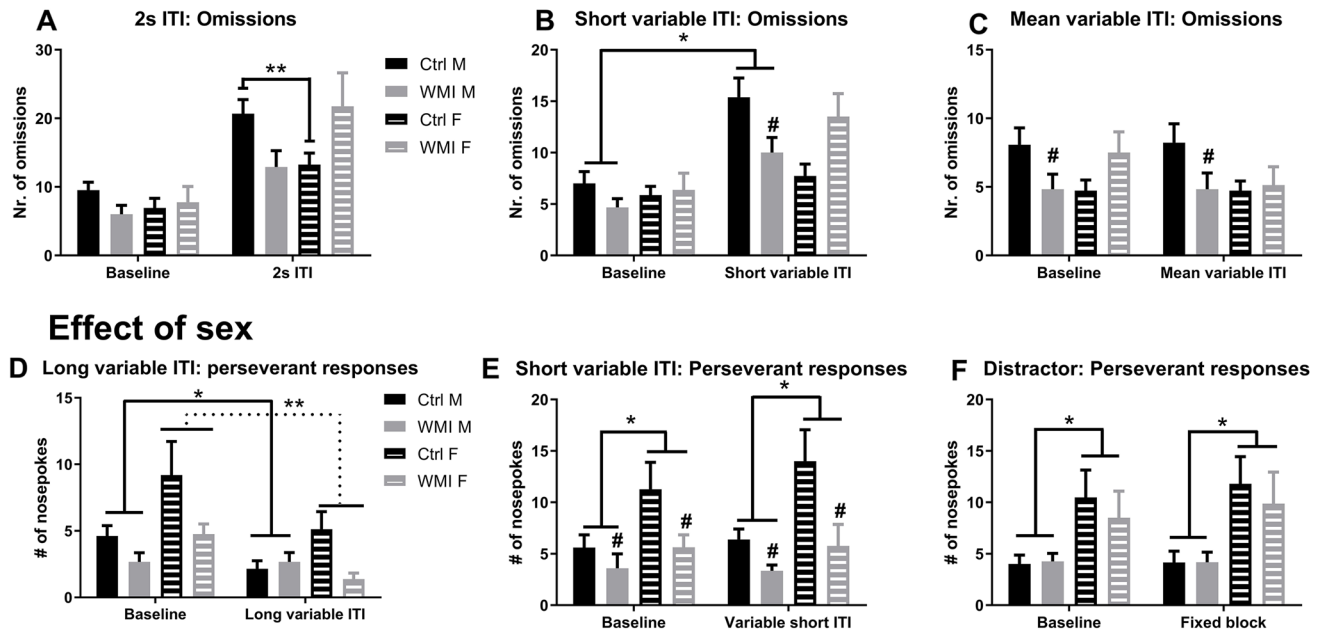 A
2s ITI: Omissions
Nr. of omissions
30
20
10
0
**
Baseline
2s ITI
Ctrl M
WMI M
Ctrl F
WMI F
B
Short variable ITI: Omissions
Nr. of omissions
20
15
10
5
0
*
#
Baseline
Short variable ITI
C
Mean variable ITI: Omissions
Nr. of omissions
15
10
5
0
#
#
Baseline
Mean variable ITI
Effect of sex
D
Long variable ITI: perseverant responses
# of nosepokes
15
10
5
0
*
**
Baseline
Long variable ITI
Ctrl M
WMI M
Ctrl F
WMI F
E
Short variable ITI: Perseverant responses
# of nosepokes
20
15
10
5
0
*
*
#
#
#
#
Baseline
Variable short ITI
F
Distractor: Perseverant responses
# of nosepokes
20
15
10
5
0
*
*
Baseline
Fixed block